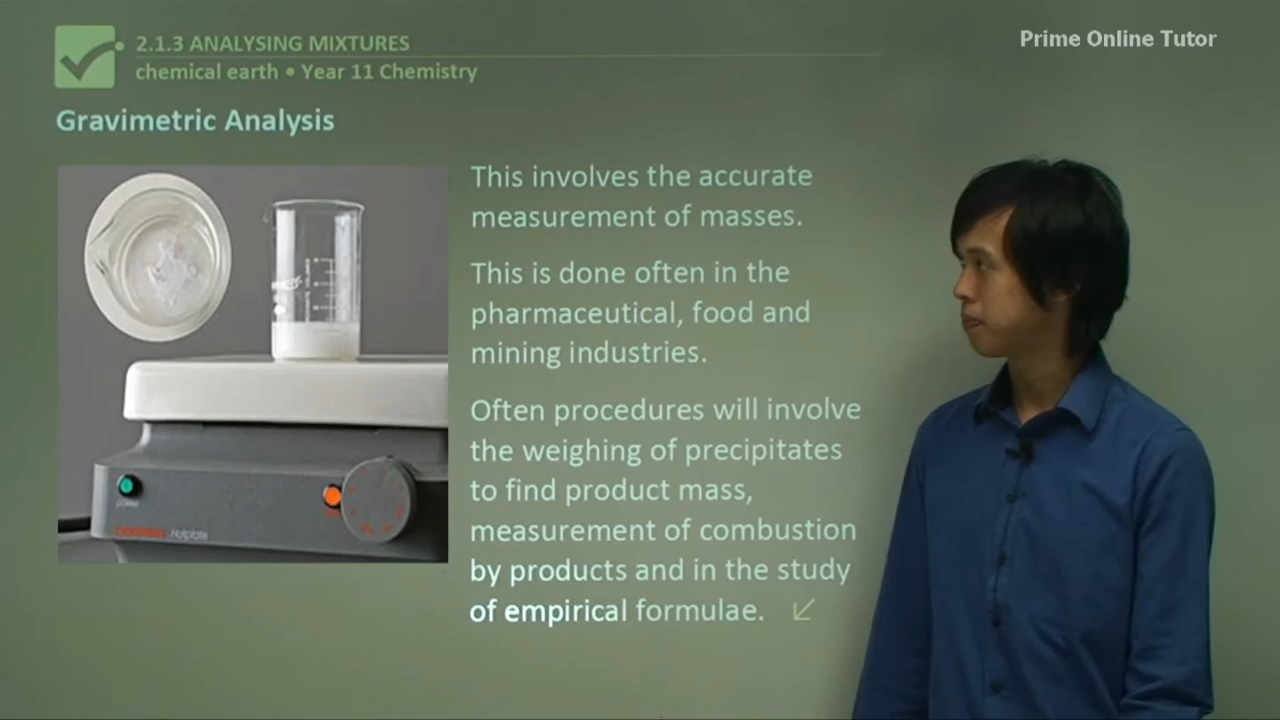 2.1.3 ANALYSING MIXTURES
chemical earth • Year 11 Chemistry
Prime Online Tutor
Gravimetric Analysis
This involves the accurate
measurement of masses.
This is done often in the
pharmaceutical, food and
mining industries.
Often procedures will involve
the weighing of precipitates
to find product mass,
measurement of combustion
by products and in the study
of empirical formulae.
power
Hotplate